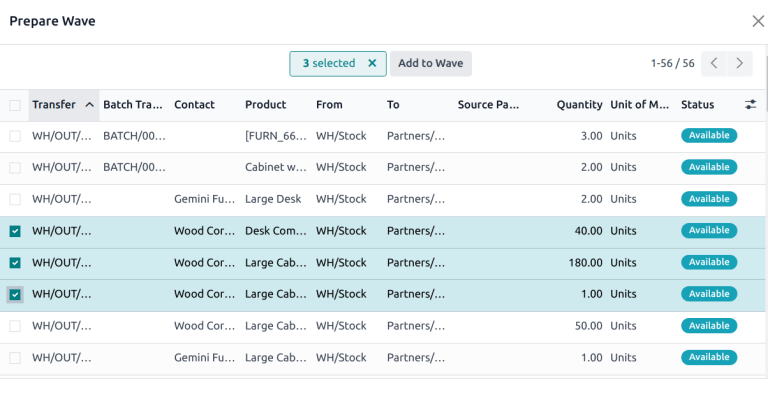 Prepare Wave
3 selected × Add to Wave 1-56 / 56
Transfer Batch Tra... Contact Product From To Source Pa... Quantity Unit of M... Status
WH/OUT/... BATCH/00... [FURN_66... WH/Stock Partners/... 3.00 Units Available
WH/OUT/... BATCH/00... Cabinet w... WH/Stock Partners/... 2.00 Units Available
WH/OUT/... Gemini Fu... Large Desk WH/Stock Partners/... 2.00 Units Available
WH/OUT/... Wood Cor... Desk Com... WH/Stock Partners/... 40.00 Units Available
WH/OUT/... Wood Cor... Large Cab... WH/Stock Partners/... 180.00 Units Available
WH/OUT/... Wood Cor... Large Cab... WH/Stock Partners/... 1.00 Units Available
WH/OUT/... Wood Cor... Large Cab... WH/Stock Partners/... 50.00 Units Available
WH/OUT/... Gemini Fu... Large Cab... WH/Stock Partners/... 1.00 Units Available